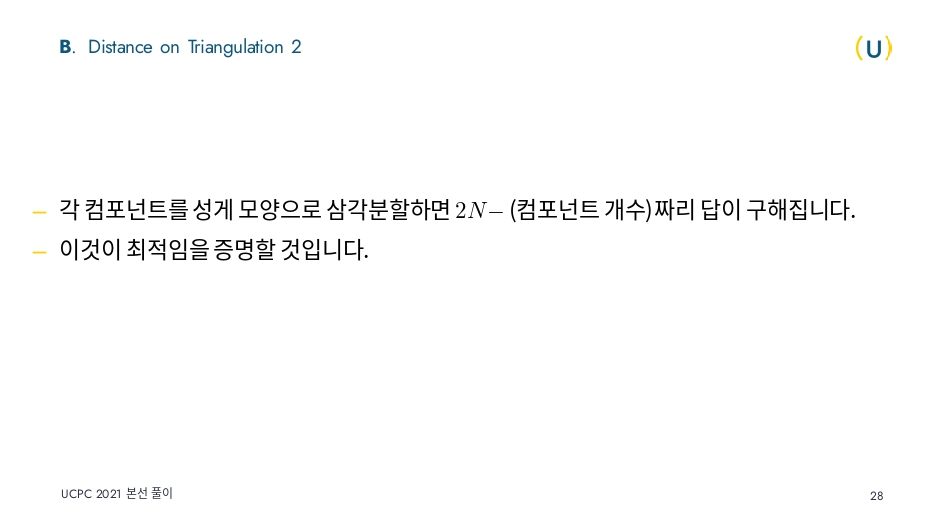 B. Distance on Triangulation 2
(U)
– 각 컴포넌트를 성게 모양으로 삼각분할하면 2N− (컴포넌트 개수)짜리 답이 구해집니다.
– 이것이 최적임을 증명할 것입니다.
UCPC 2021 본선 풀이
28